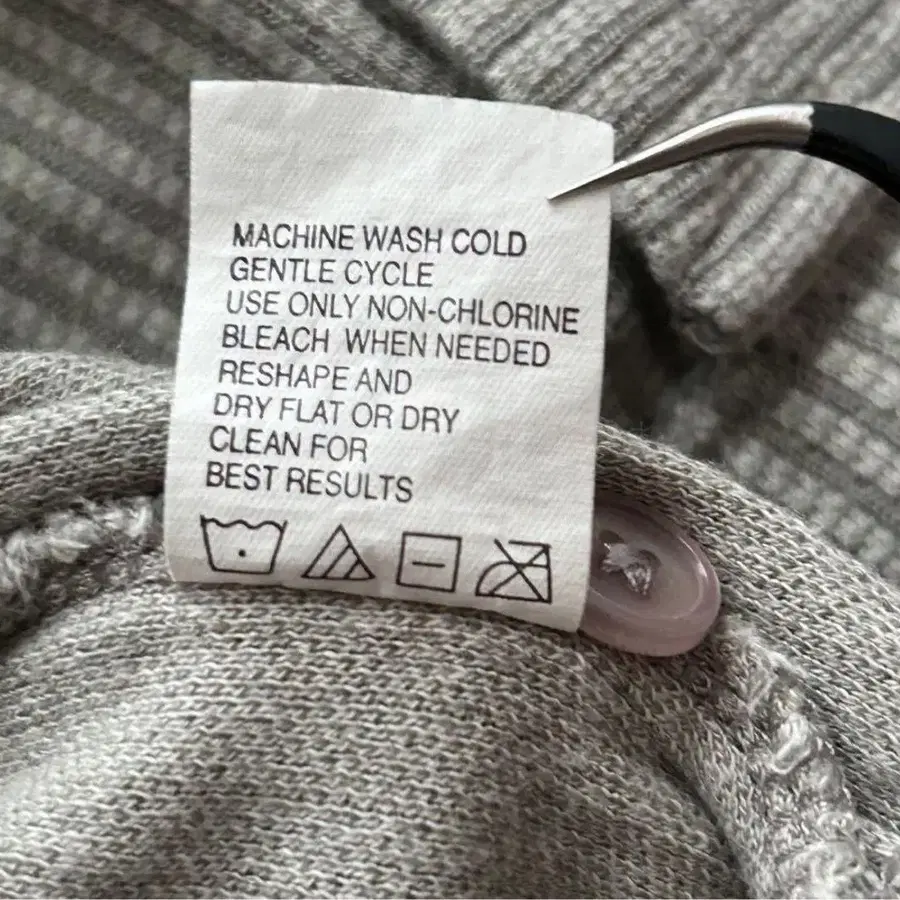 MACHINE WASH COLD
GENTLE CYCLE
USE ONLY NON-CHLORINE
BLEACH WHEN NEEDED
RESHAPE AND
DRY FLAT OR DRY
CLEAN FOR
BEST RESULTS